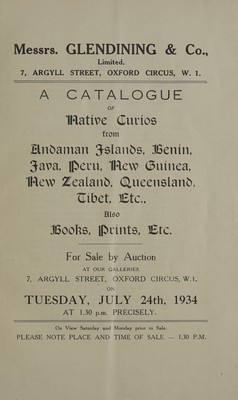 Messrs. GLENDINING & Co.,
Limited.
7, ARGYLL STREET, OXFORD CIRCUS, W. 1.
A CATALOGUE
OF
Native Curios
from
Andaman Islands, Benin,
Java, Peru, New Guinea,
New Zealand, Queensland,
Tibet, Etc.,
Also
Books, Prints, Etc.
For Sale by Auction
AT OUR GALLERIES,
7, ARGYLL STREET, OXFORD CIRCUS, W.1.
ON
TUESDAY, JULY 24th, 1934
AT 1.30 p.m. PRECISELY.
On View Saturday and Monday prior to Sale.
PLEASE NOTE PLACE AND TIME OF SALE. — 1.30 P.M.